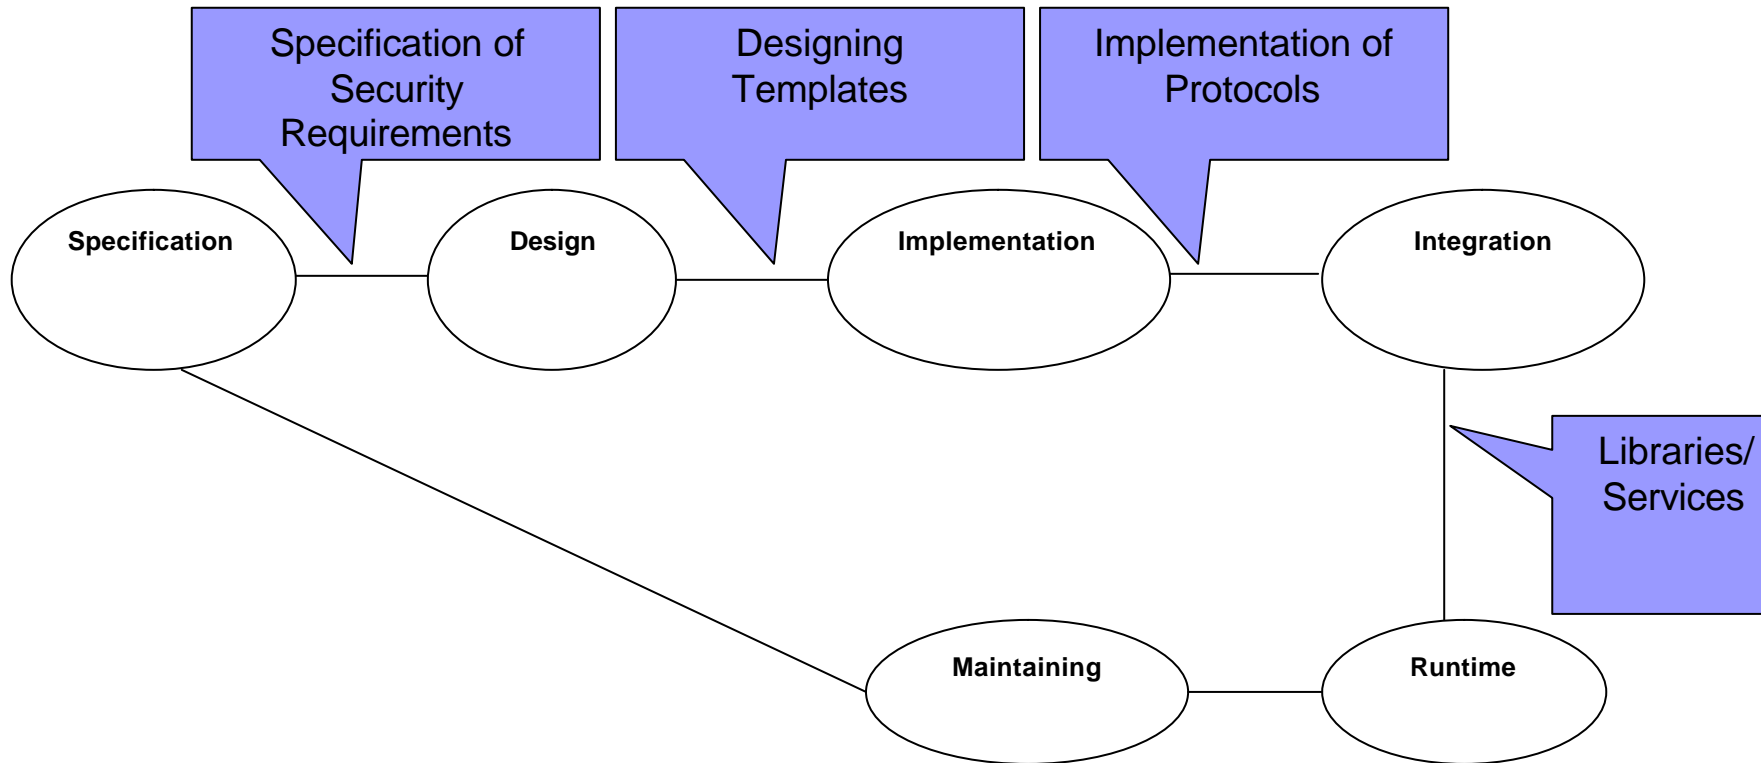 Specification of
Security
Requirements
Designing
Templates
Implementation of
Protocols
Specification
Design
Implementation
Integration
Libraries/
Services
Maintaining
Runtime